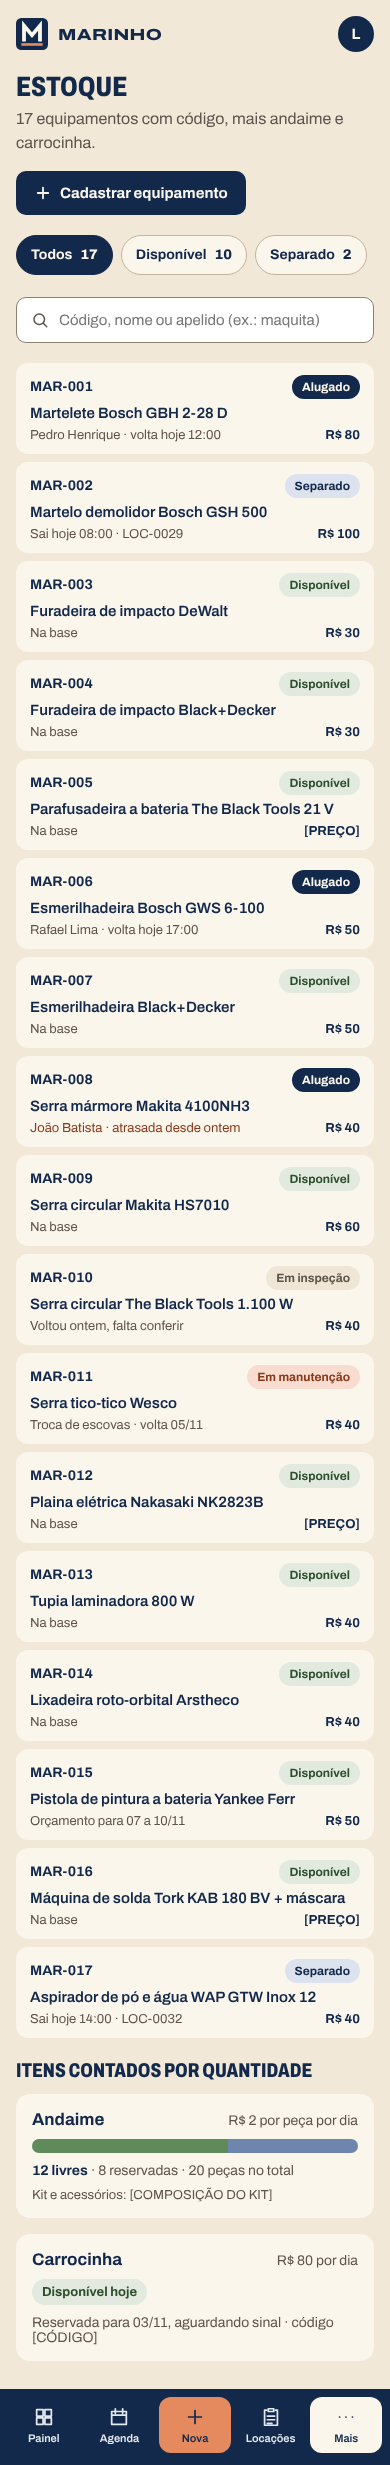 M MARINHO
L
ESTOQUE
17 equipamentos com código, mais andaime e
carrocinha.
+ Cadastrar equipamento
Todos 17
Disponível 10
Separado 2
Código, nome ou apelido (ex.: maquita)
MAR-001 Alugado
Martelete Bosch GBH 2-28 D
Pedro Henrique · volta hoje 12:00 R$ 80
MAR-002 Separado
Martelo demolidor Bosch GSH 500
Sai hoje 08:00 · LOC-0029 R$ 100
MAR-003 Disponível
Furadeira de impacto DeWalt
Na base R$ 30
MAR-004 Disponível
Furadeira de impacto Black+Decker
Na base R$ 30
MAR-005 Disponível
Parafusadeira a bateria The Black Tools 21 V
Na base [PREÇO]
MAR-006 Alugado
Esmerilhadeira Bosch GWS 6-100
Rafael Lima · volta hoje 17:00 R$ 50
MAR-007 Disponível
Esmerilhadeira Black+Decker
Na base R$ 50
MAR-008 Alugado
Serra mármore Makita 4100NH3
João Batista · atrasada desde ontem R$ 40
MAR-009 Disponível
Serra circular Makita HS7010
Na base R$ 60
MAR-010 Em inspeção
Serra circular The Black Tools 1.100 W
Voltou ontem, falta conferir R$ 40
MAR-011 Em manutenção
Serra tico-tico Wesco
Troca de escovas · volta 05/11 R$ 40
MAR-012 Disponível
Plaina elétrica Nakasaki NK2823B
Na base [PREÇO]
MAR-013 Disponível
Tupia laminadora 800 W
Na base R$ 40
MAR-014 Disponível
Lixadeira roto-orbital Arstheco
Na base R$ 40
MAR-015 Disponível
Pistola de pintura a bateria Yankee Ferr
Orçamento para 07 a 10/11 R$ 50
MAR-016 Disponível
Máquina de solda Tork KAB 180 BV + máscara
Na base [PREÇO]
MAR-017 Separado
Aspirador de pó e água WAP GTW Inox 12
Sai hoje 14:00 · LOC-0032 R$ 40
ITENS CONTADOS POR QUANTIDADE
Andaime R$ 2 por peça por dia
12 livres · 8 reservadas · 20 peças no total
Kit e acessórios: [COMPOSIÇÃO DO KIT]
Carrocinha R$ 80 por dia
Disponível hoje
Reservada para 03/11, aguardando sinal · código
[CÓDIGO]
Painel
Agenda
Nova
Locações
Mais